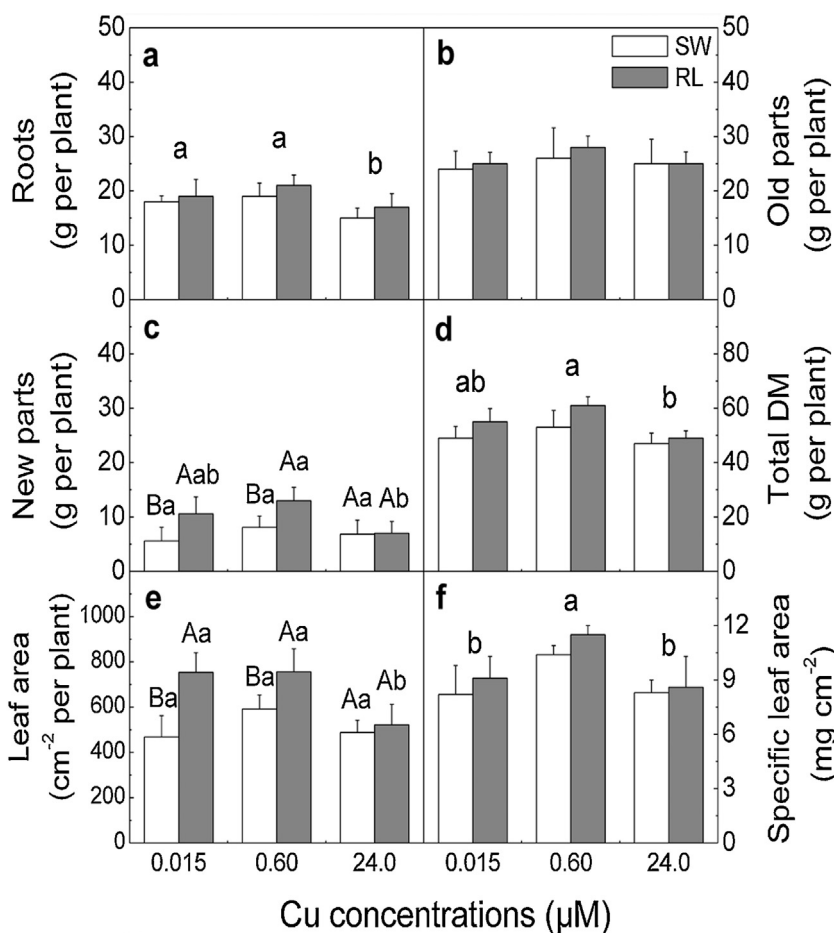 50
40
30
20
10
0
Roots
(g per plant)
a
a
a
b
50
40
30
20
10
0
Old parts
(g per plant)
b
SW
RL
40
30
20
10
0
New parts
(g per plant)
c
Ba
Aab
Ba
Aa
Aa
Ab
80
60
40
20
0
Total DM
(g per plant)
d
ab
a
b
1000
800
600
400
200
0
Leaf area
(cm⁻² per plant)
e
Ba
Aa
Ba
Aa
Aa
Ab
12
9
6
3
0
Specific leaf area
(mg cm⁻²)
f
b
a
b
0.015 0.60 24.0
0.015 0.60 24.0
Cu concentrations (µM)